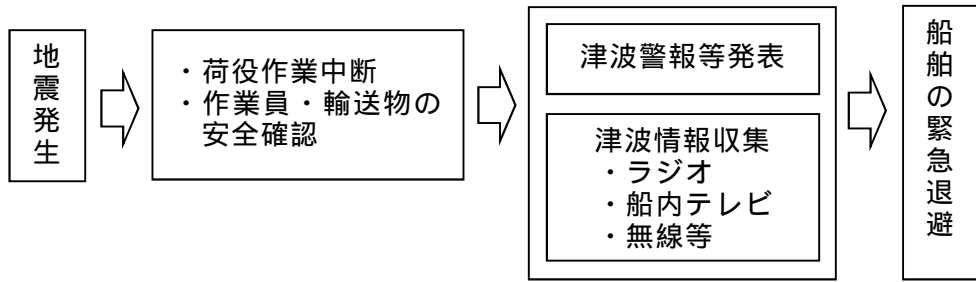 地震発生
・荷役作業中断
・作業員・輸送物の
安全確認
津波警報等発表
津波情報収集
・ラジオ
・船内テレビ
・無線等
船舶の緊急退避